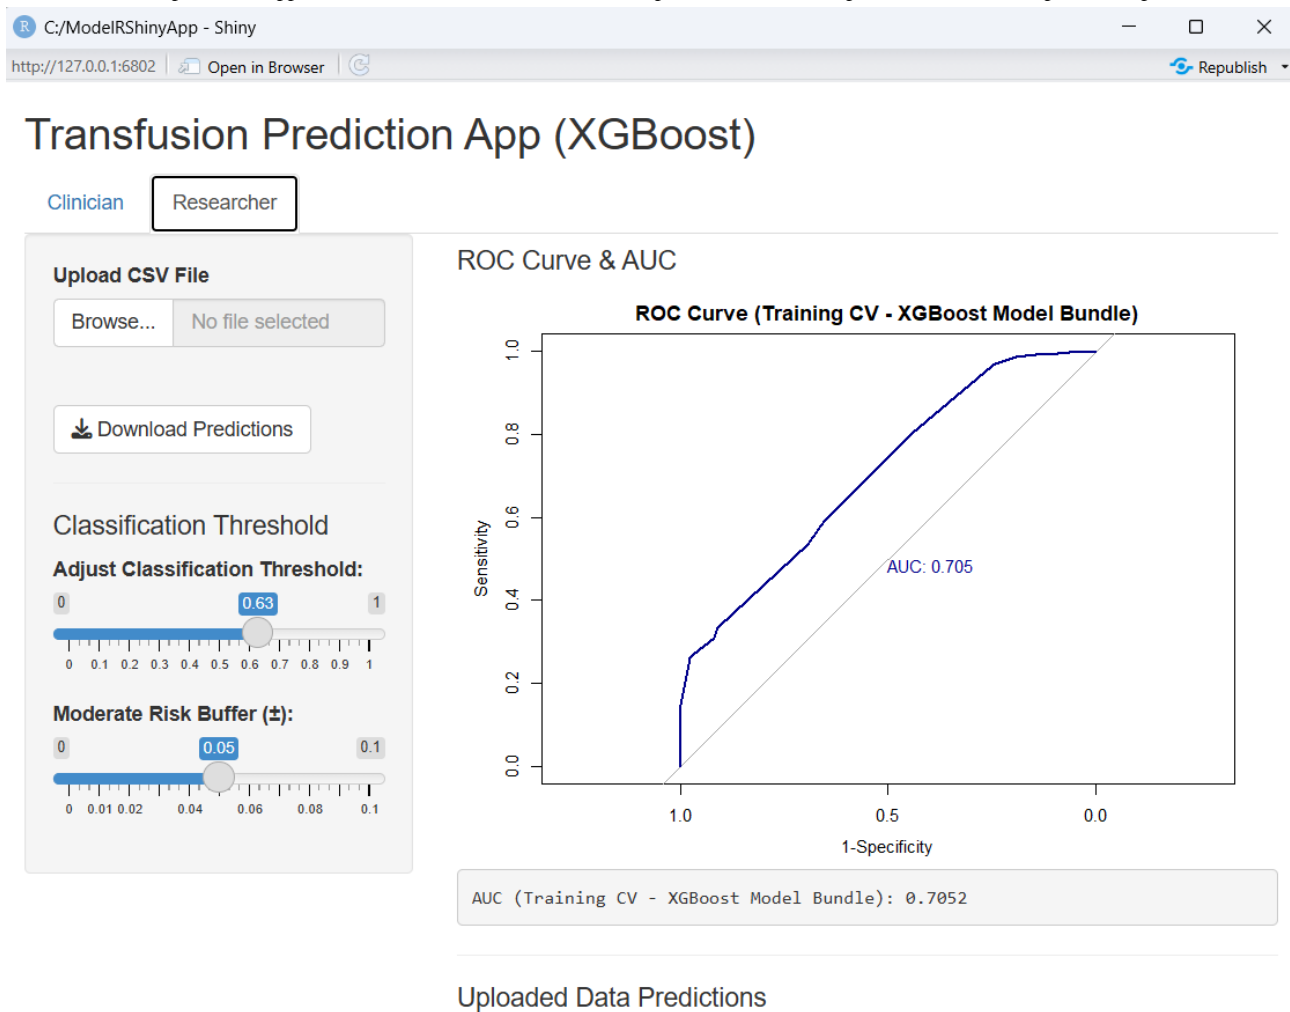 C:/ModelRShinyApp - Shiny
http://127.0.0.1:6802 Open in Browser Republish
Transfusion Prediction App (XGBoost)
Clinician Researcher
Upload CSV File
Browse... No file selected
Download Predictions
Classification Threshold
Adjust Classification Threshold:
0 0.63 1
0 0.1 0.2 0.3 0.4 0.5 0.6 0.7 0.8 0.9 1
Moderate Risk Buffer (±):
0 0.05 0.1
0 0.01 0.02 0.04 0.06 0.08 0.1
ROC Curve & AUC
ROC Curve (Training CV - XGBoost Model Bundle)
1.0
0.8
0.6
0.4
0.2
0.0
Sensitivity
AUC: 0.705
1.0 0.5 0.0
1-Specificity
AUC (Training CV - XGBoost Model Bundle): 0.7052
Uploaded Data Predictions